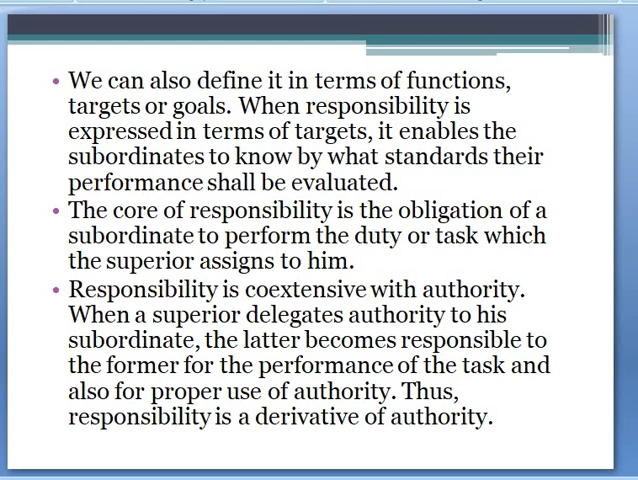 • We can also define it in terms of functions,
targets or goals. When responsibility is
expressed in terms of targets, it enables the
subordinates to know by what standards their
performance shall be evaluated.
• The core of responsibility is the obligation of a
subordinate to perform the duty or task which
the superior assigns to him.
• Responsibility is coextensive with authority.
When a superior delegates authority to his
subordinate, the latter becomes responsible to
the former for the performance of the task and
also for proper use of authority. Thus,
responsibility is a derivative of authority.